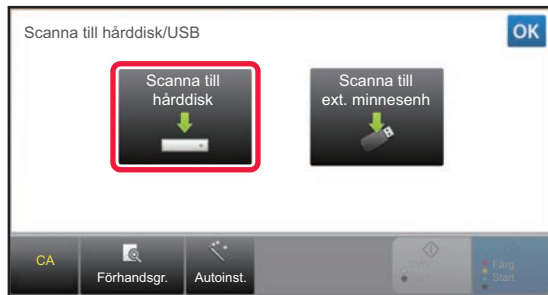 Scanna till hårddisk/USB
OK
Scanna till
hårddisk
Scanna till
ext. minnesenh
CA
Förhandsgr.
Autoinst.
Färg
Start